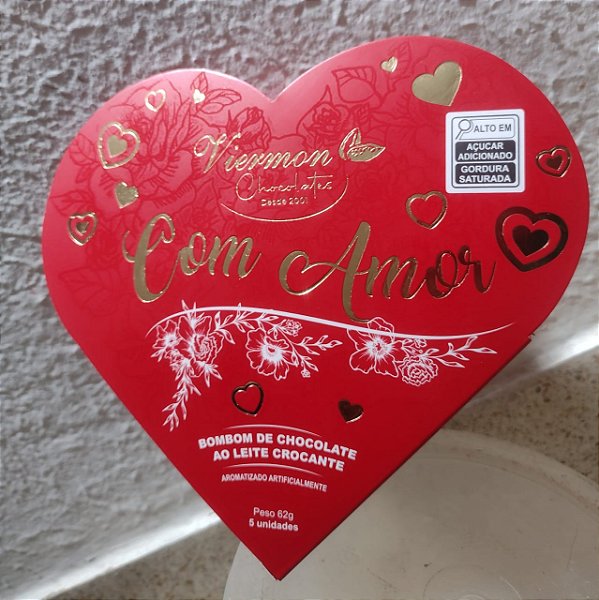 Viermon
Chocolates
Desde 2001
ALTO EM
AÇUCAR
ADICIONADO
GORDURA
SATURADA
Com Amor
BOMBOM DE CHOCOLATE
AO LEITE CROCANTE
AROMATIZADO ARTIFICIALMENTE
Peso 62g
5 unidades